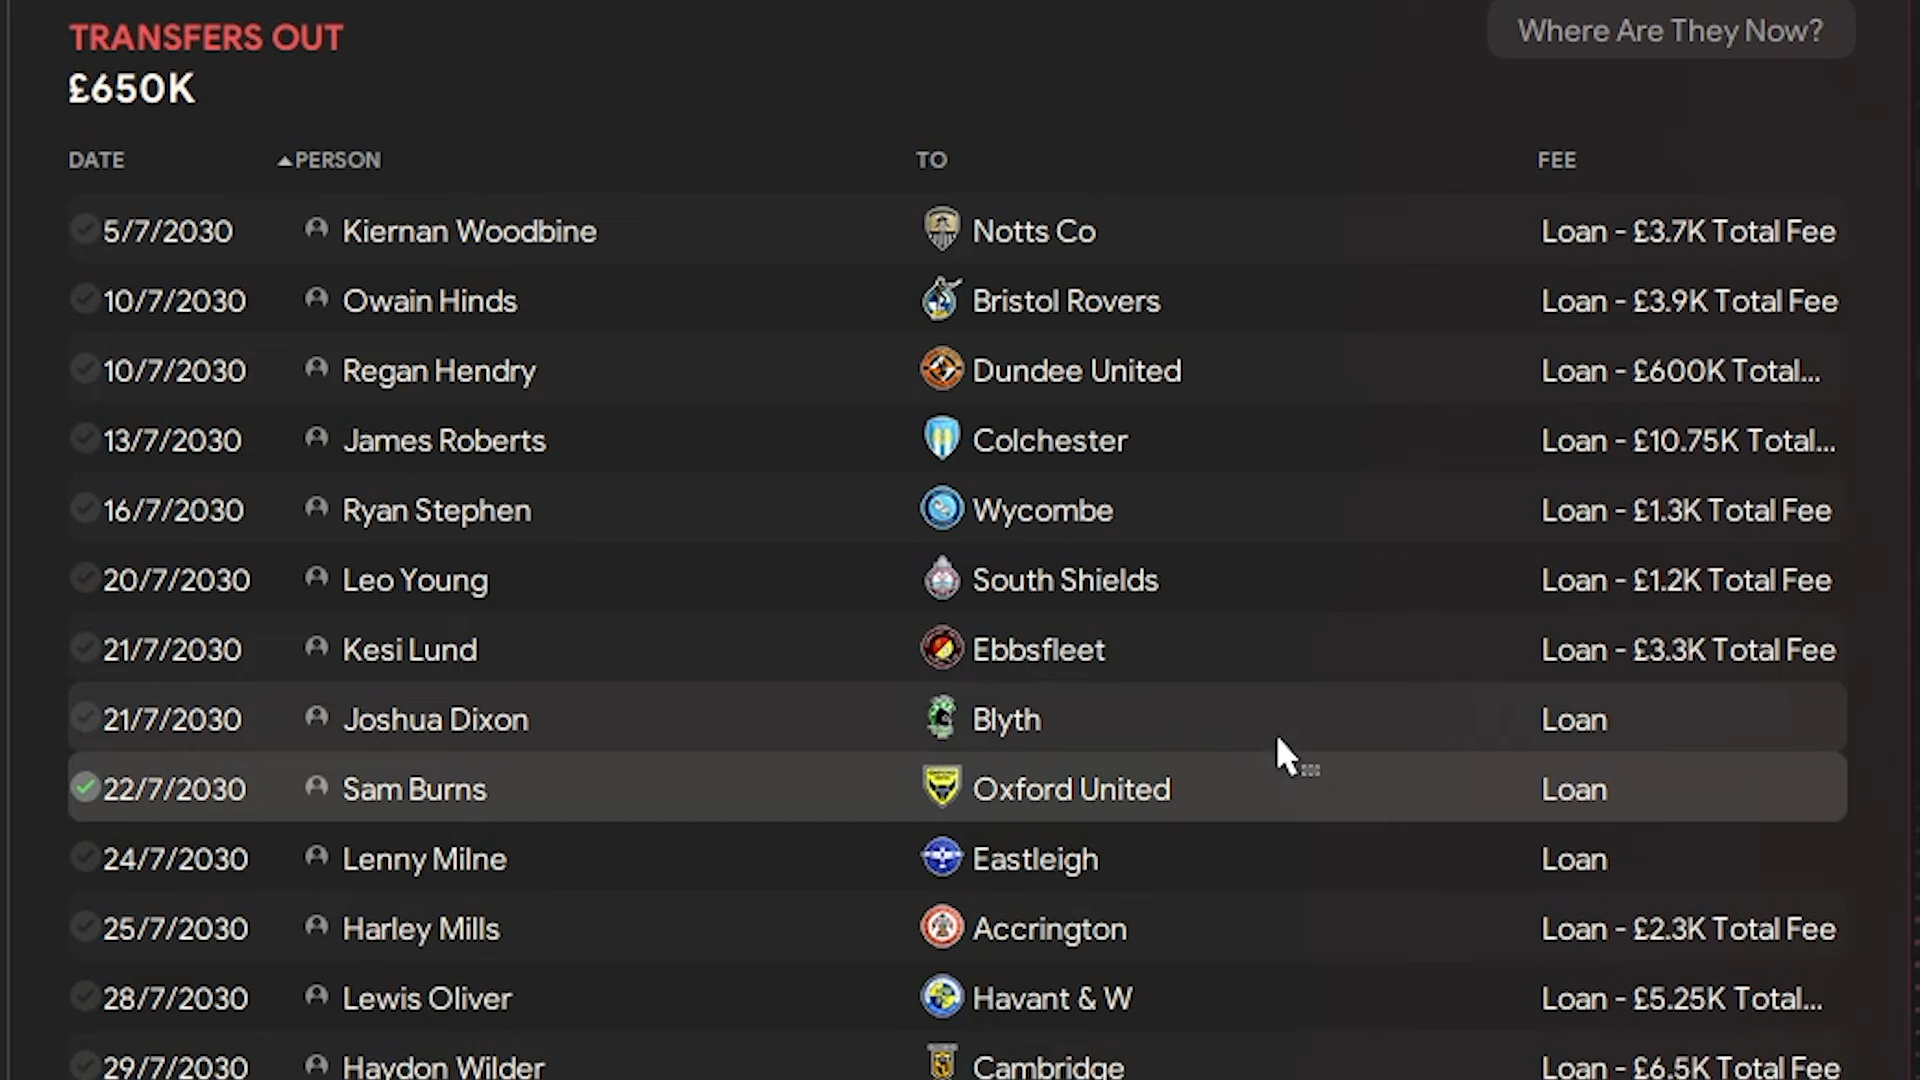 TRANSFERS OUT
Where Are They Now?
£650K
DATE PERSON TO FEE
5/7/2030 Kiernan Woodbine Notts Co Loan - £3.7K Total Fee
10/7/2030 Owain Hinds Bristol Rovers Loan - £3.9K Total Fee
10/7/2030 Regan Hendry Dundee United Loan - £600K Total...
13/7/2030 James Roberts Colchester Loan - £10.75K Total...
16/7/2030 Ryan Stephen Wycombe Loan - £1.3K Total Fee
20/7/2030 Leo Young South Shields Loan - £1.2K Total Fee
21/7/2030 Kesi Lund Ebbsfleet Loan - £3.3K Total Fee
21/7/2030 Joshua Dixon Blyth Loan
22/7/2030 Sam Burns Oxford United Loan
24/7/2030 Lenny Milne Eastleigh Loan
25/7/2030 Harley Mills Accrington Loan - £2.3K Total Fee
28/7/2030 Lewis Oliver Havant & W Loan - £5.25K Total...
29/7/2030 Haydon Wilder Cambridge Loan - £6.5K Total Fee